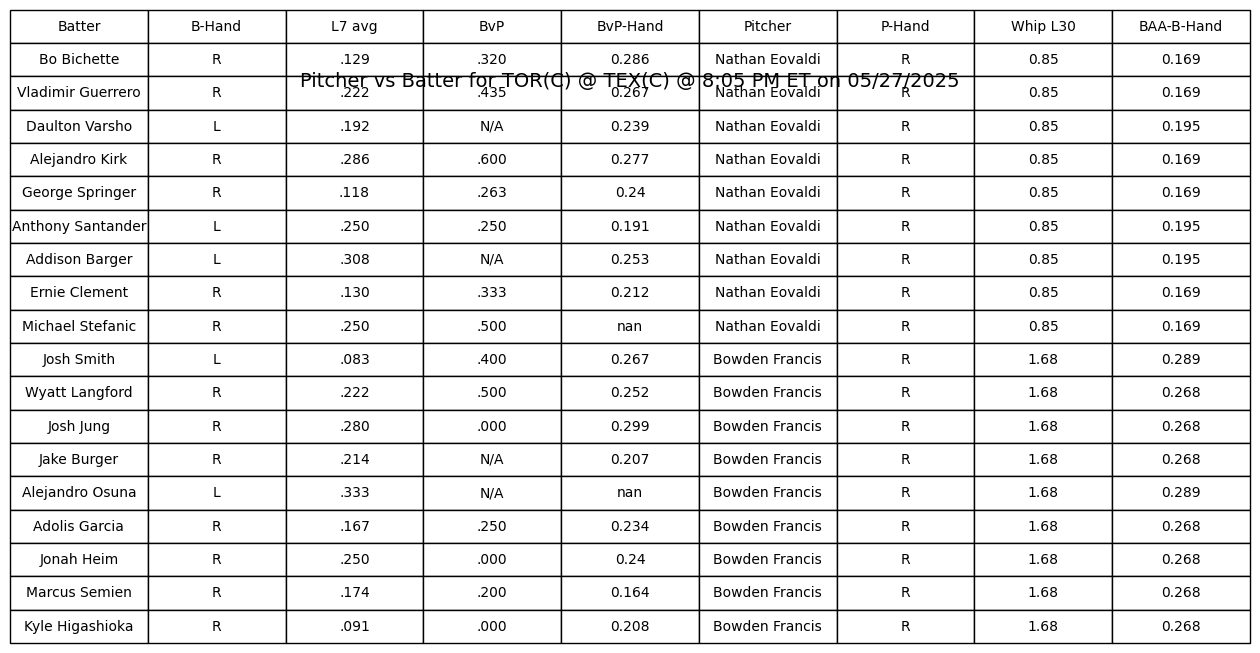 Batter B-Hand L7 avg BvP BvP-Hand Pitcher P-Hand Whip L30 BAA-B-Hand
Bo Bichette R .129 .320 0.286 Nathan Eovaldi R 0.85 0.169
Pitcher vs Batter for TOR(C) @ TEX(C) @ 8:05 PM ET on 05/27/2025
Vladimir Guerrero R .222 .435 0.267 Nathan Eovaldi R 0.85 0.169
Daulton Varsho L .192 N/A 0.239 Nathan Eovaldi R 0.85 0.195
Alejandro Kirk R .286 .600 0.277 Nathan Eovaldi R 0.85 0.169
George Springer R .118 .263 0.24 Nathan Eovaldi R 0.85 0.169
Anthony Santander L .250 .250 0.191 Nathan Eovaldi R 0.85 0.195
Addison Barger L .308 N/A 0.253 Nathan Eovaldi R 0.85 0.195
Ernie Clement R .130 .333 0.212 Nathan Eovaldi R 0.85 0.169
Michael Stefanic R .250 .500 nan Nathan Eovaldi R 0.85 0.169
Josh Smith L .083 .400 0.267 Bowden Francis R 1.68 0.289
Wyatt Langford R .222 .500 0.252 Bowden Francis R 1.68 0.268
Josh Jung R .280 .000 0.299 Bowden Francis R 1.68 0.268
Jake Burger R .214 N/A 0.207 Bowden Francis R 1.68 0.268
Alejandro Osuna L .333 N/A nan Bowden Francis R 1.68 0.289
Adolis Garcia R .167 .250 0.234 Bowden Francis R 1.68 0.268
Jonah Heim R .250 .000 0.24 Bowden Francis R 1.68 0.268
Marcus Semien R .174 .200 0.164 Bowden Francis R 1.68 0.268
Kyle Higashioka R .091 .000 0.208 Bowden Francis R 1.68 0.268